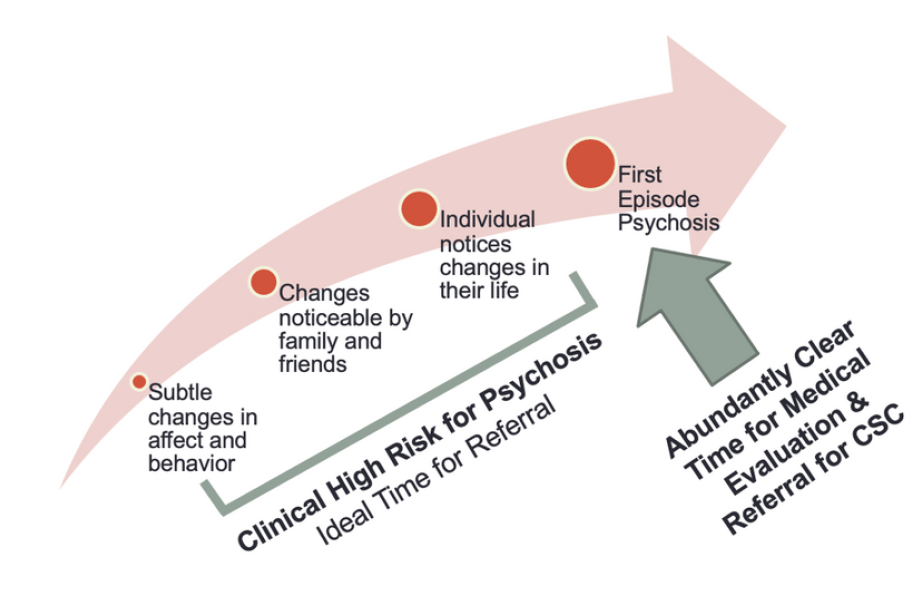 Subtle
changes in
affect and
behavior
Changes
noticeable by
family and
friends
Individual
notices
changes in
their life
First
Episode
Psychosis
Clinical High Risk for Psychosis
Ideal Time for Referral
Abundantly Clear
Time for Medical
Evaluation &
Referral for CSC